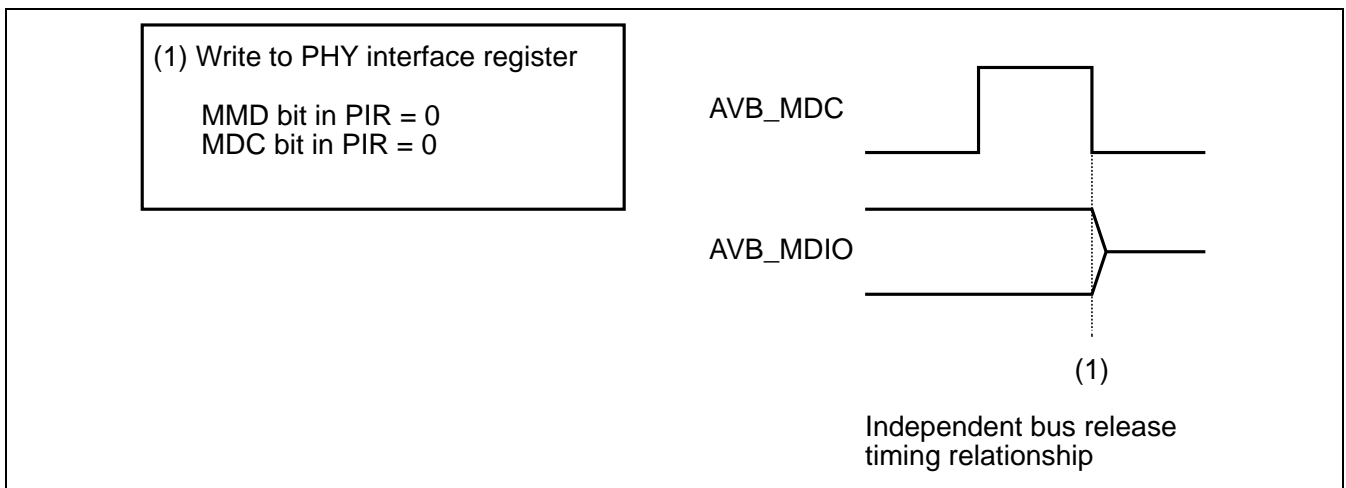 (1) Write to PHY interface register
MMD bit in PIR = 0
MDC bit in PIR = 0
AVB_MDC
AVB_MDIO
(1)
Independent bus release
timing relationship